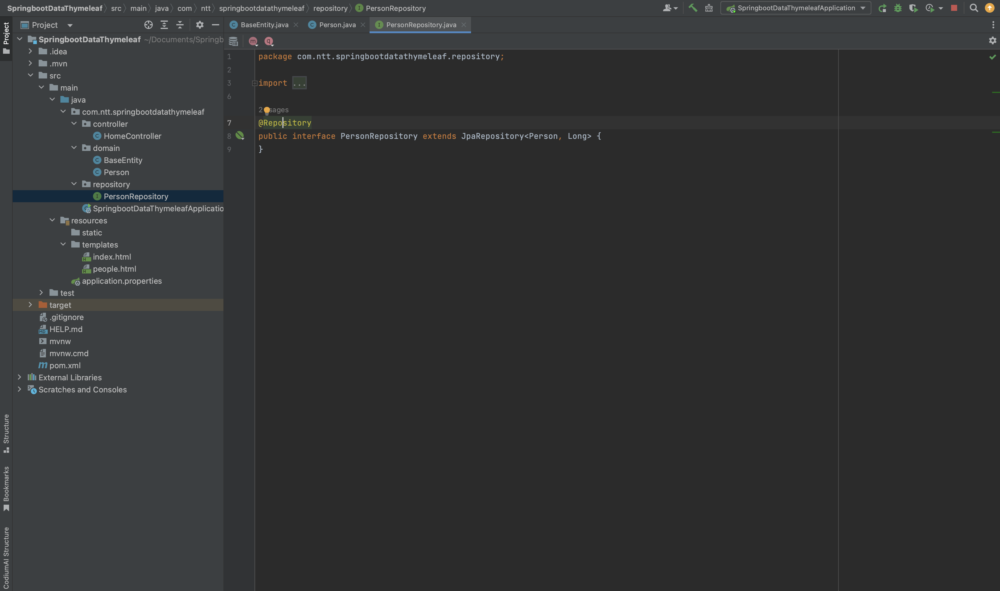 SpringbootDataThymeleaf src main java com ntt springbootdatathymeleaf repository PersonRepository
SpringbootDataThymeleafApplication
Project
Project
SpringbootDataThymeleaf ~/Documents/Springb
.idea
.mvn
src
main
java
com.ntt.springbootdatathymeleaf
controller
HomeController
domain
BaseEntity
Person
repository
PersonRepository
SpringbootDataThymeleafApplicatio
resources
static
templates
index.html
people.html
application.properties
test
target
.gitignore
HELP.md
mvnw
mvnw.cmd
pom.xml
External Libraries
Scratches and Consoles
Structure
Bookmarks
CodiumAI Structure
BaseEntity.java Person.java PersonRepository.java
1 package com.ntt.springbootdatathymeleaf.repository;
2
3 import ...
6
2 sages
7 @Repository
8 public interface PersonRepository extends JpaRepository<Person, Long> {
9 }